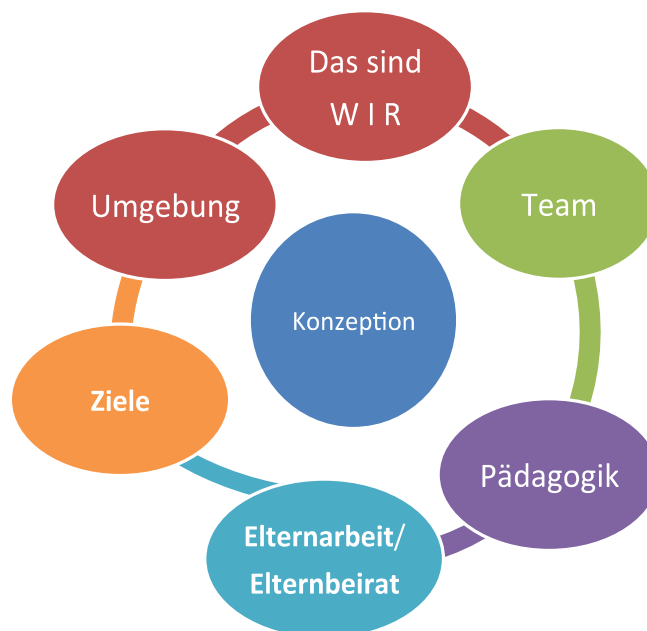 Das sind
W I R
Umgebung
Team
Konzeption
Ziele
Pädagogik
Elternarbeit/
Elternbeirat